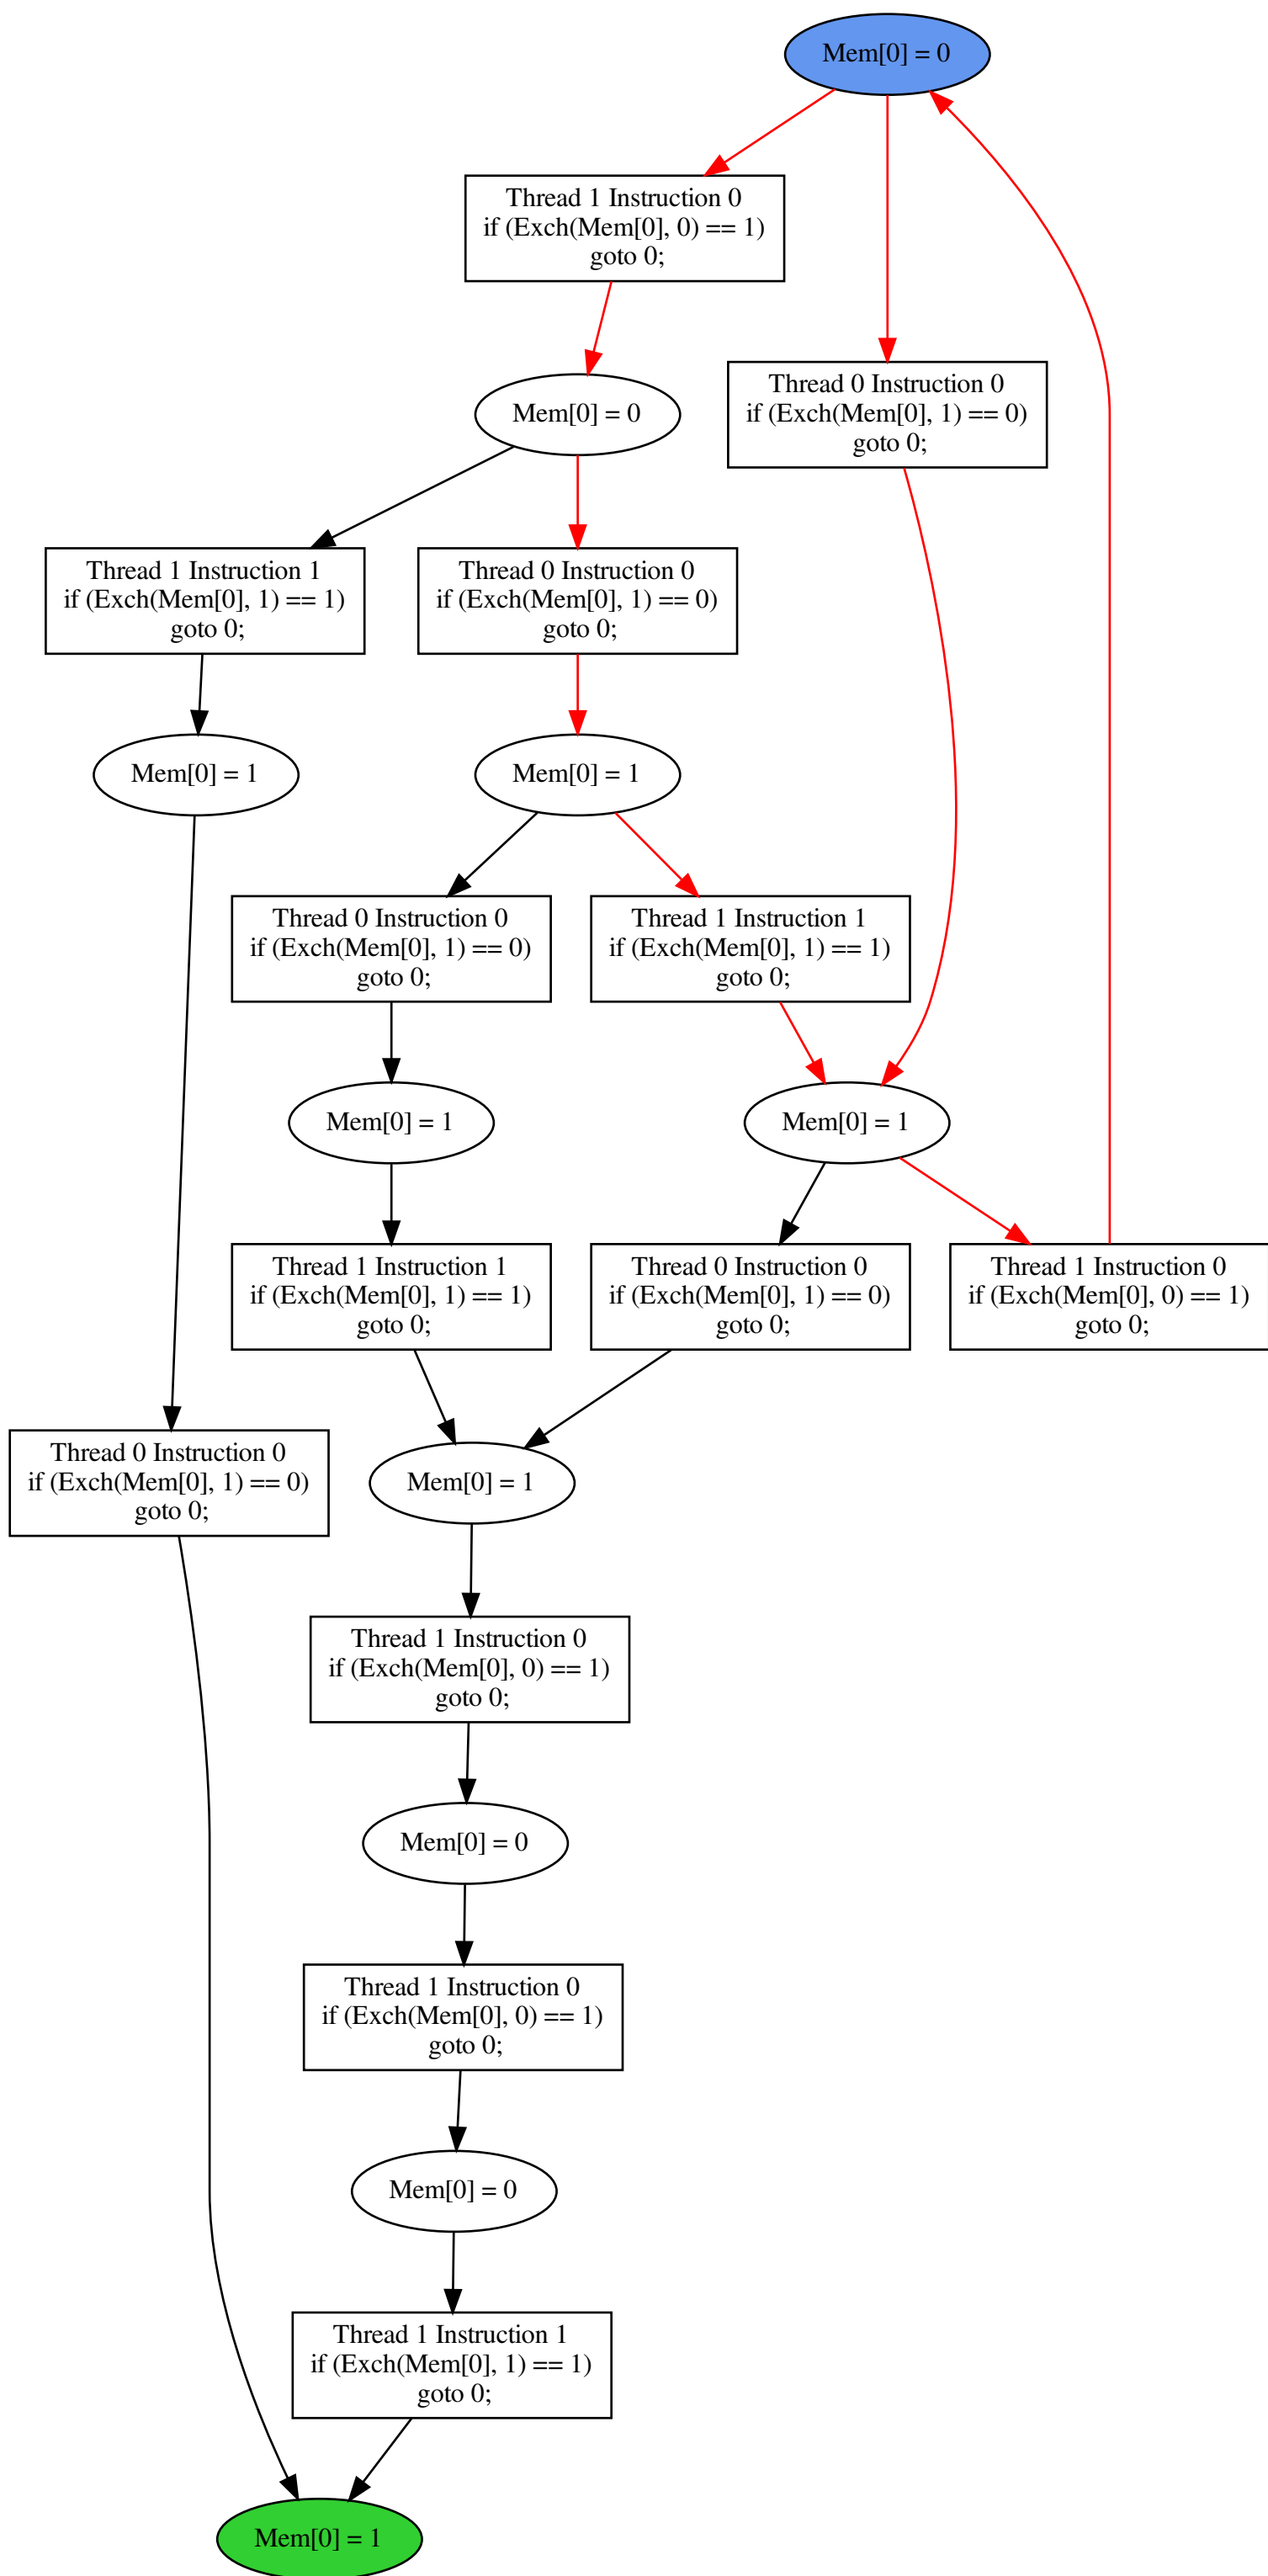 Mem[0] = 0
Thread 1 Instruction 0
if (Exch(Mem[0], 0) == 1)
goto 0;
Mem[0] = 0
Thread 0 Instruction 0
if (Exch(Mem[0], 1) == 0)
goto 0;
Thread 1 Instruction 1
if (Exch(Mem[0], 1) == 1)
goto 0;
Thread 0 Instruction 0
if (Exch(Mem[0], 1) == 0)
goto 0;
Mem[0] = 1
Mem[0] = 1
Thread 0 Instruction 0
if (Exch(Mem[0], 1) == 0)
goto 0;
Thread 1 Instruction 1
if (Exch(Mem[0], 1) == 1)
goto 0;
Mem[0] = 1
Mem[0] = 1
Thread 1 Instruction 1
if (Exch(Mem[0], 1) == 1)
goto 0;
Thread 0 Instruction 0
if (Exch(Mem[0], 1) == 0)
goto 0;
Thread 1 Instruction 0
if (Exch(Mem[0], 0) == 1)
goto 0;
Thread 0 Instruction 0
if (Exch(Mem[0], 1) == 0)
goto 0;
Mem[0] = 1
Thread 1 Instruction 0
if (Exch(Mem[0], 0) == 1)
goto 0;
Mem[0] = 0
Thread 1 Instruction 0
if (Exch(Mem[0], 0) == 1)
goto 0;
Mem[0] = 0
Thread 1 Instruction 1
if (Exch(Mem[0], 1) == 1)
goto 0;
Mem[0] = 1